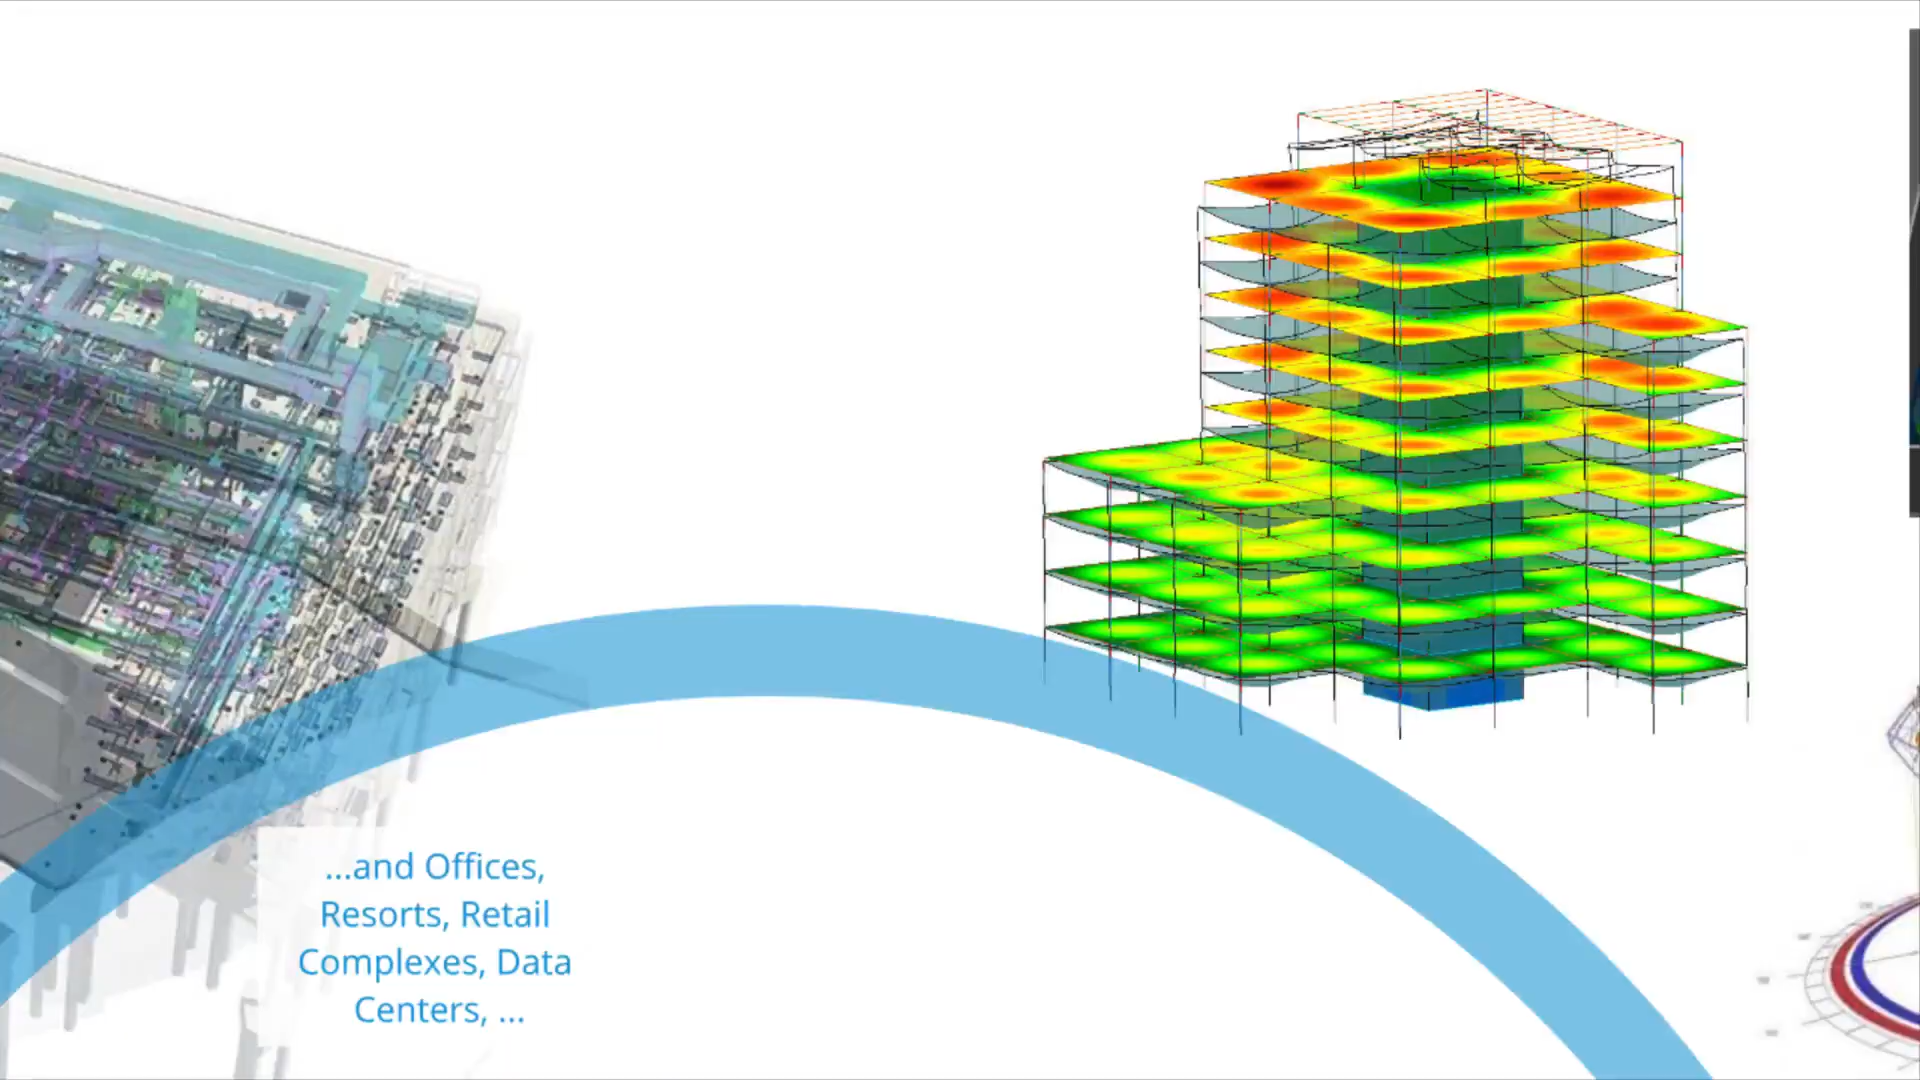 ...and Offices,
Resorts, Retail
Complexes, Data
Centers, ...